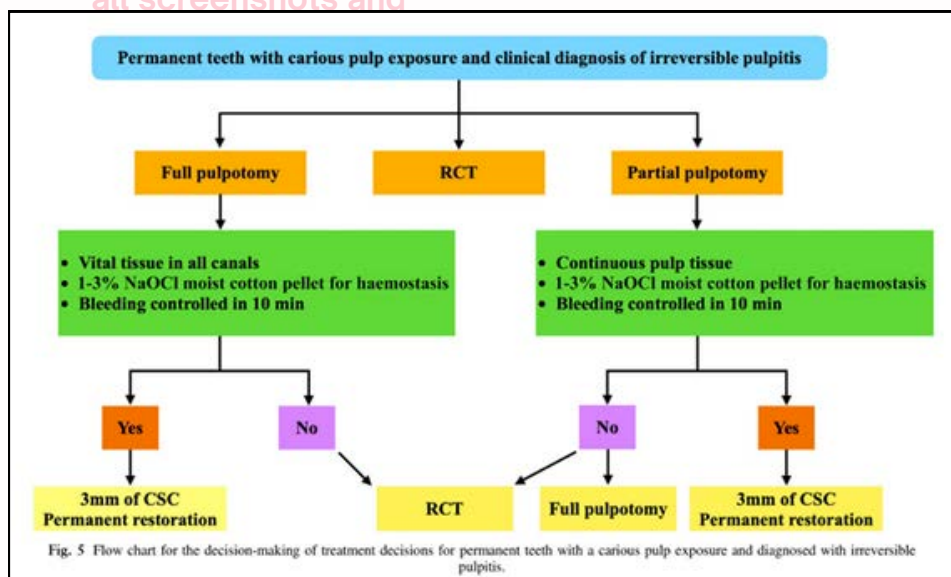 all screenshots and
Permanent teeth with carious pulp exposure and clinical diagnosis of irreversible pulpitis
Full pulpotomy
RCT
Partial pulpotomy
• Vital tissue in all canals
• 1-3% NaOCl moist cotton pellet for haemostasis
• Bleeding controlled in 10 min
• Continuous pulp tissue
• 1-3% NaOCl moist cotton pellet for haemostasis
• Bleeding controlled in 10 min
Yes
No
No
Yes
3mm of CSC
Permanent restoration
RCT
Full pulpotomy
3mm of CSC
Permanent restoration
Fig. 5 Flow chart for the decision-making of treatment decisions for permanent teeth with a carious pulp exposure and diagnosed with irreversible
pulpitis.